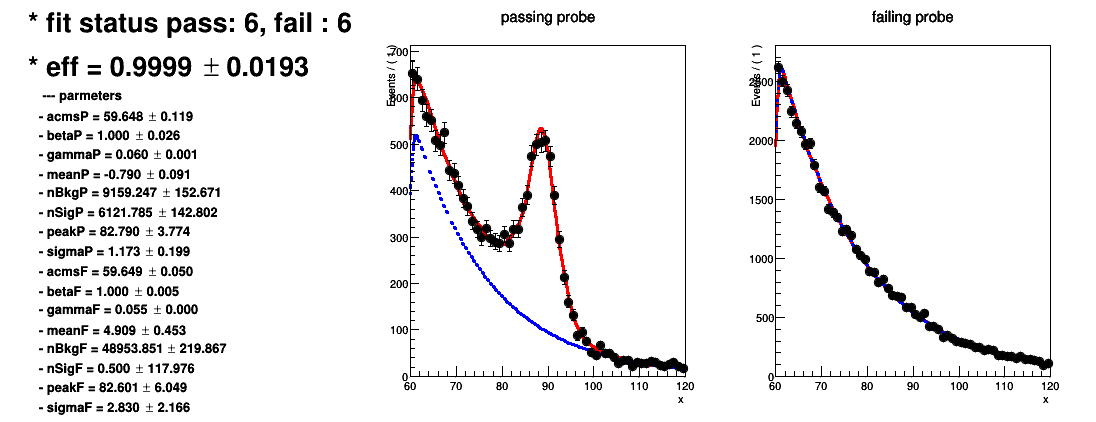 * fit status pass: 6, fail : 6
* eff = 0.9999 ± 0.0193
--- parmeters
- acmsP = 59.648 ± 0.119
- betaP = 1.000 ± 0.026
- gammaP = 0.060 ± 0.001
- meanP = -0.790 ± 0.091
- nBkgP = 9159.247 ± 152.671
- nSigP = 6121.785 ± 142.802
- peakP = 82.790 ± 3.774
- sigmaP = 1.173 ± 0.199
- acmsF = 59.649 ± 0.050
- betaF = 1.000 ± 0.005
- gammaF = 0.055 ± 0.000
- meanF = 4.909 ± 0.453
- nBkgF = 48953.851 ± 219.867
- nSigF = 0.500 ± 117.976
- peakF = 82.601 ± 6.049
- sigmaF = 2.830 ± 2.166
passing probe
Events / ( 1 )
700
600
500
400
300
200
100
0
60 70 80 90 100 110 120
x
failing probe
Events / ( 1 )
2500
2000
1500
1000
500
0
60 70 80 90 100 110 120
x